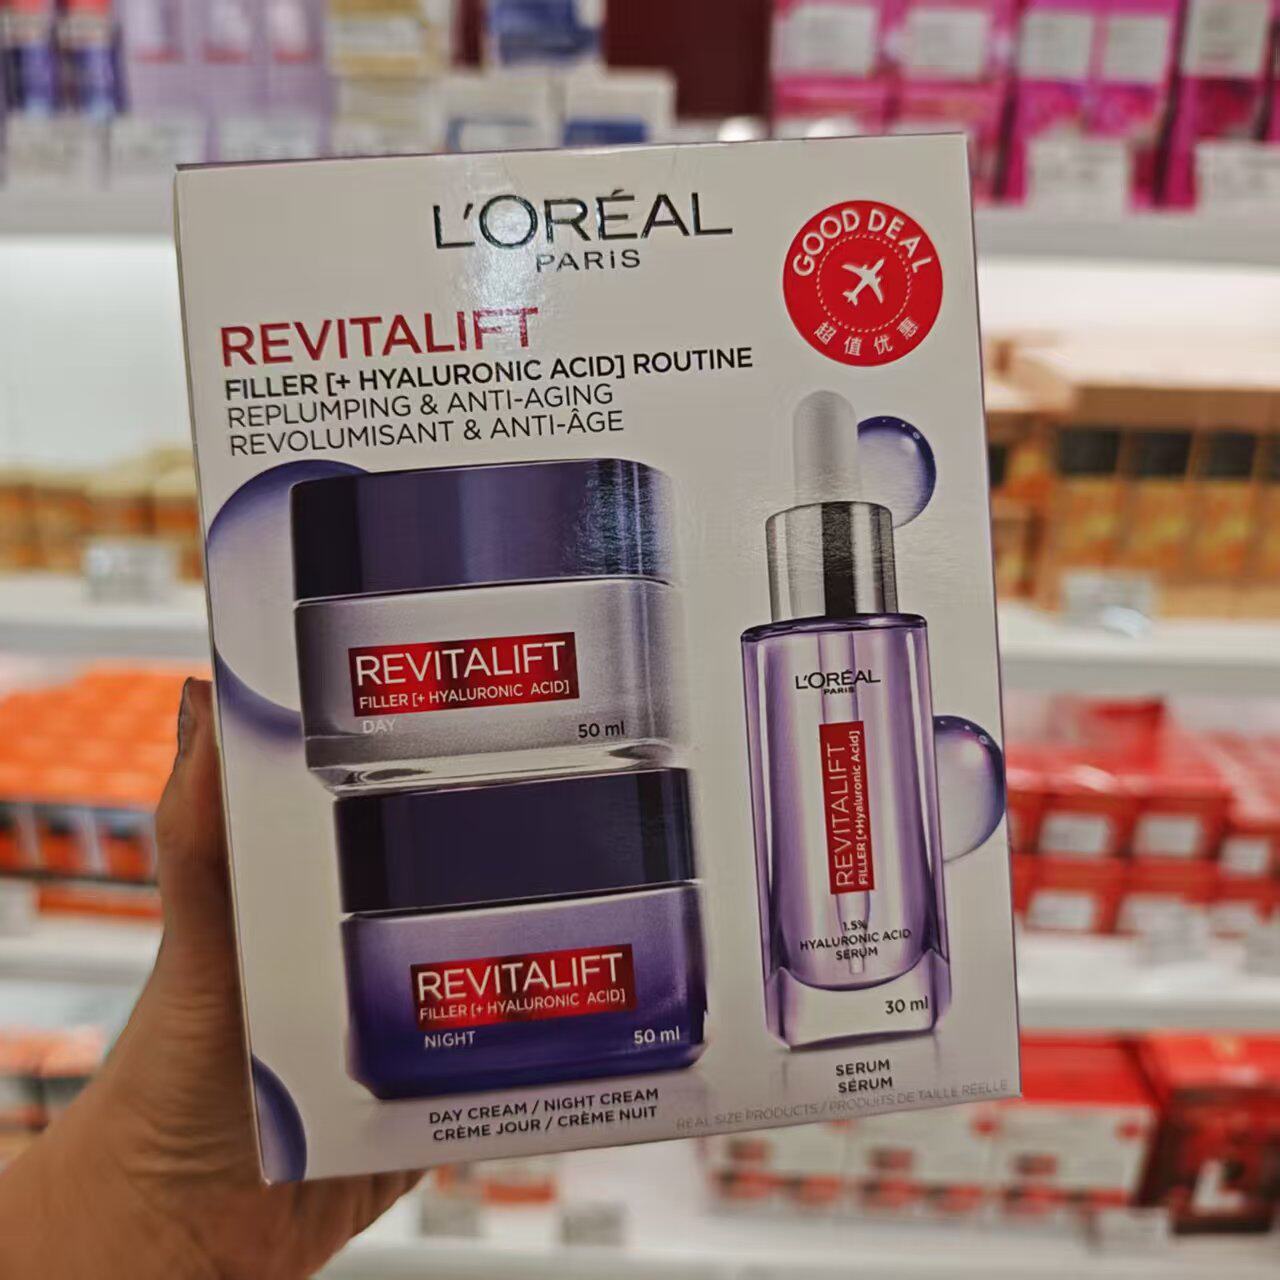 L'ORÉAL
PARIS
GOOD DEAL
超值优惠
REVITALIFT
FILLER [+ HYALURONIC ACID] ROUTINE
REPLUMPING & ANTI-AGING
REVOLUMISANT & ANTI-ÂGE
REVITALIFT
FILLER [+ HYALURONIC ACID]
DAY
50 ml
REVITALIFT
FILLER [+ HYALURONIC ACID]
NIGHT
50 ml
DAY CREAM / NIGHT CREAM
CRÈME JOUR / CRÈME NUIT
L'ORÉAL
PARIS
REVITALIFT
FILLER [+Hyaluronic Acid]
1.5%
HYALURONIC ACID
SERUM
30 ml
SERUM
SÉRUM
REAL SIZE PRODUCTS / PRODUITS DE TAILLE RÉELLE